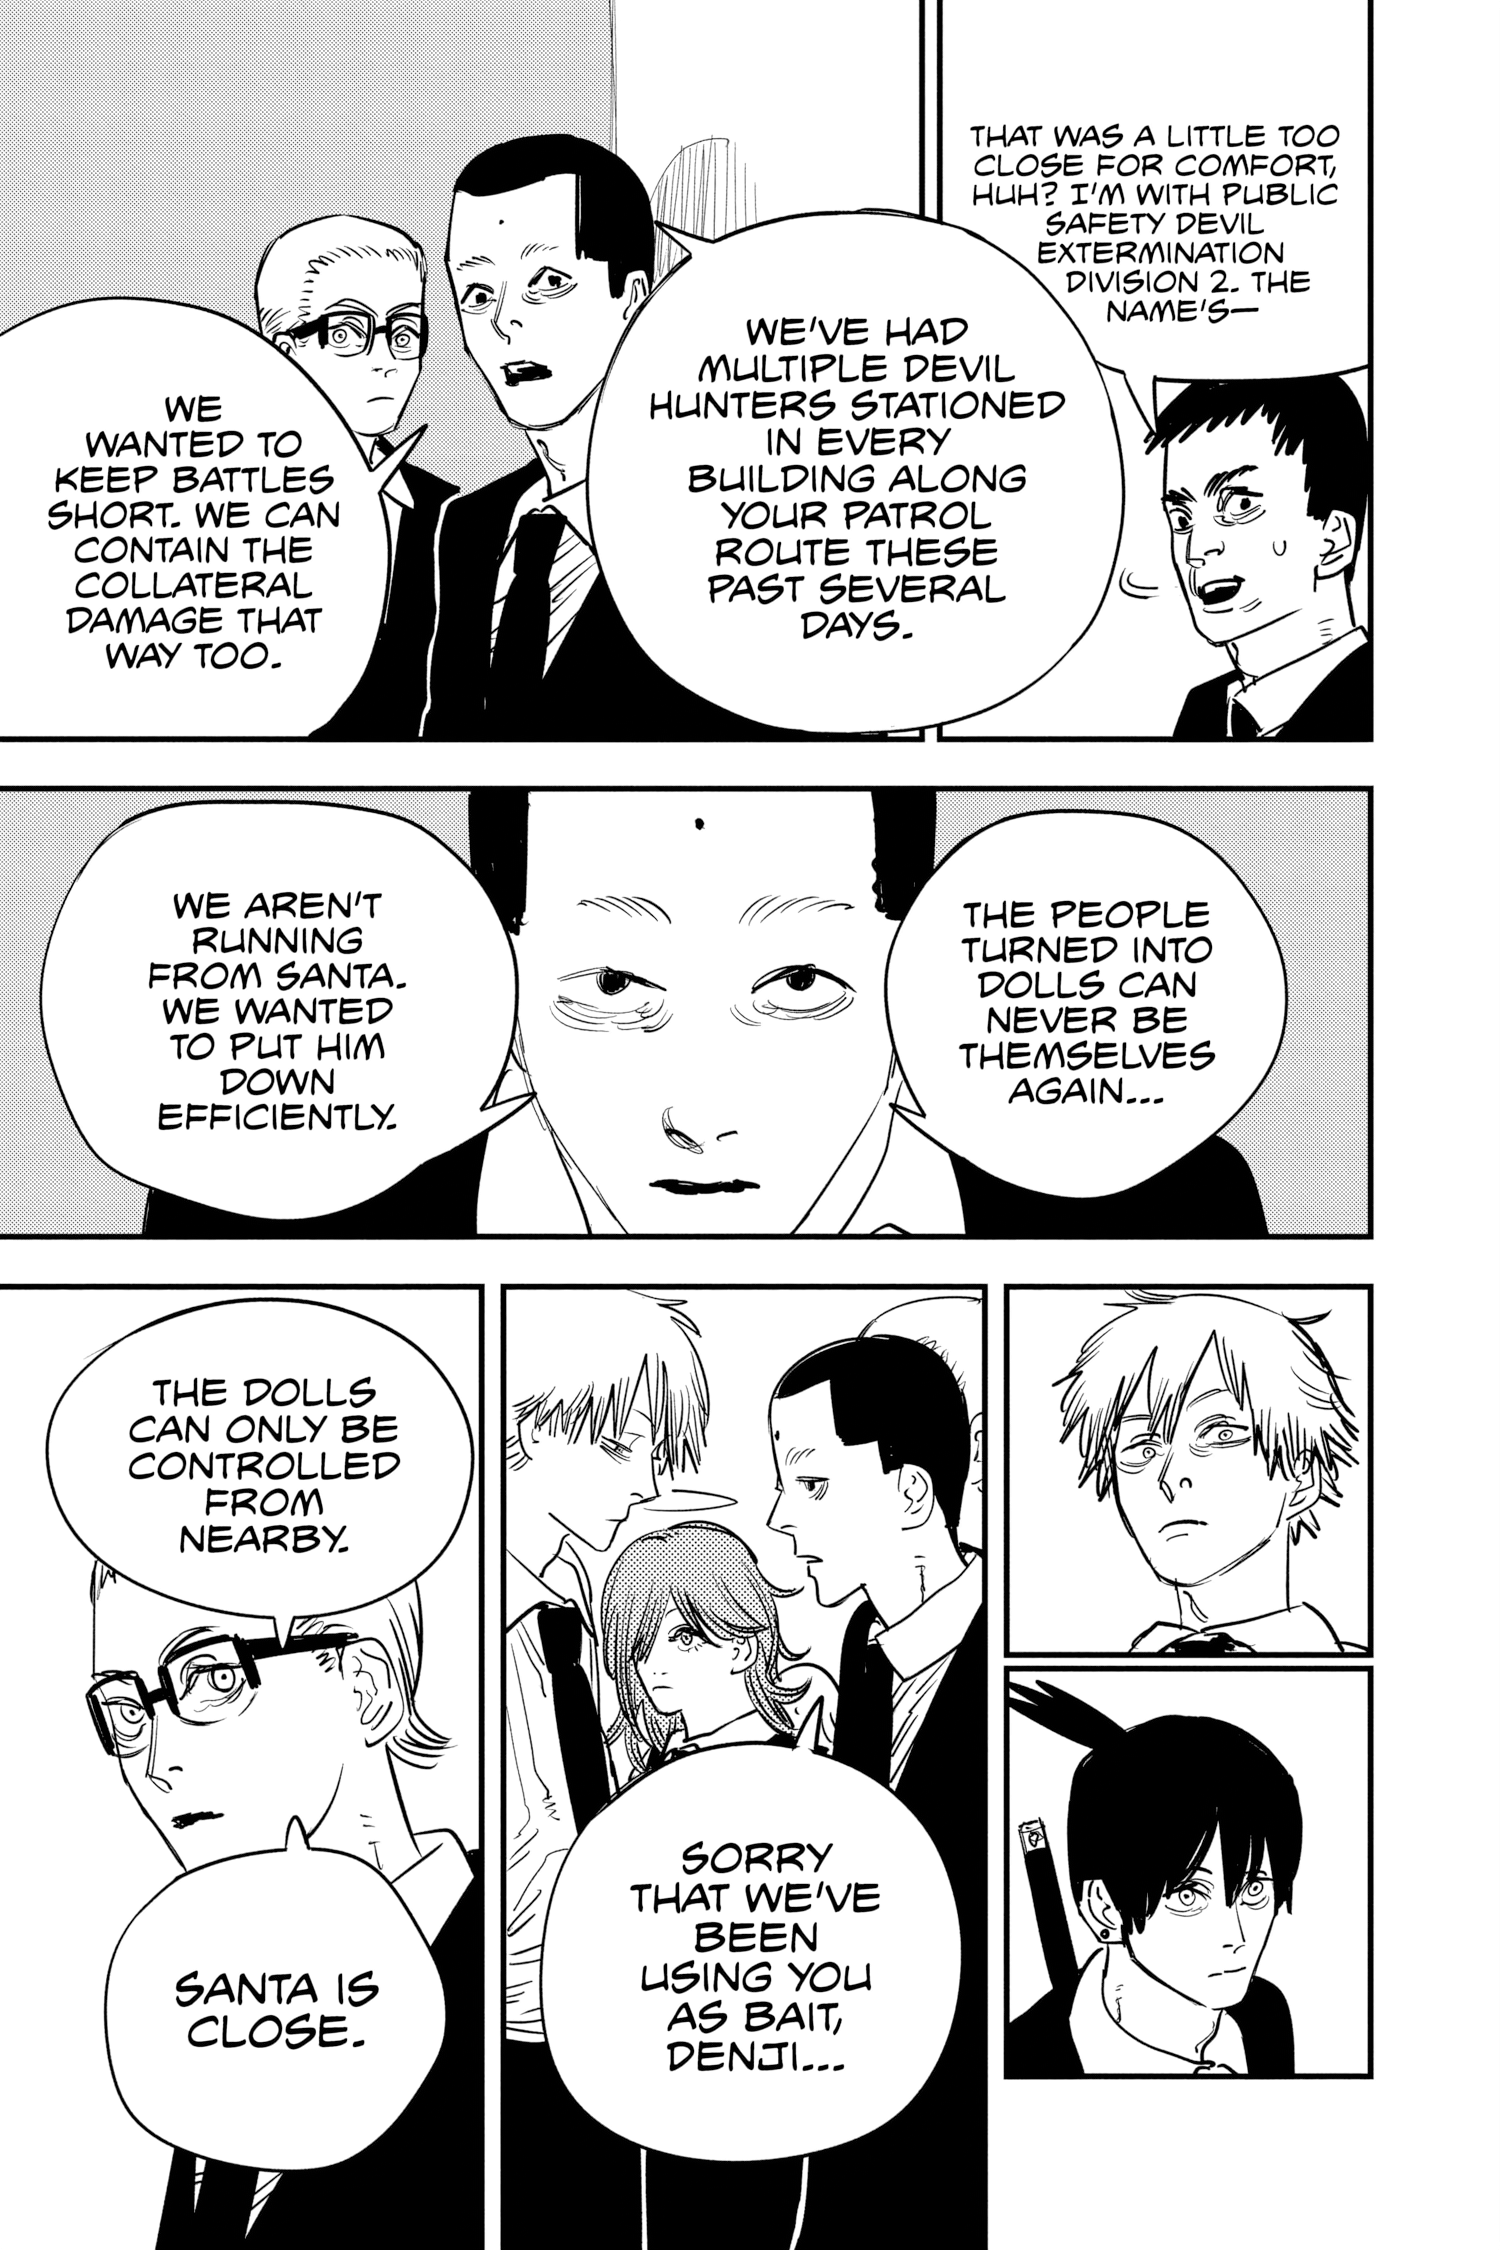 THAT WAS A LITTLE TOO
CLOSE FOR COMFORT,
HUH? I'M WITH PUBLIC
SAFETY DEVIL
EXTERMINATION
DIVISION 2. THE
NAME'S—
WE'VE HAD
MULTIPLE DEVIL
HUNTERS STATIONED
IN EVERY
BUILDING ALONG
YOUR PATROL
ROUTE THESE
PAST SEVERAL
DAYS.
WE
WANTED TO
KEEP BATTLES
SHORT. WE CAN
CONTAIN THE
COLLATERAL
DAMAGE THAT
WAY TOO.
THE PEOPLE
TURNED INTO
DOLLS CAN
NEVER BE
THEMSELVES
AGAIN...
WE AREN'T
RUNNING
FROM SANTA.
WE WANTED
TO PUT HIM
DOWN
EFFICIENTLY.
SORRY
THAT WE'VE
BEEN
USING YOU
AS BAIT,
DENJI...
THE DOLLS
CAN ONLY BE
CONTROLLED
FROM
NEARBY.
SANTA IS
CLOSE.